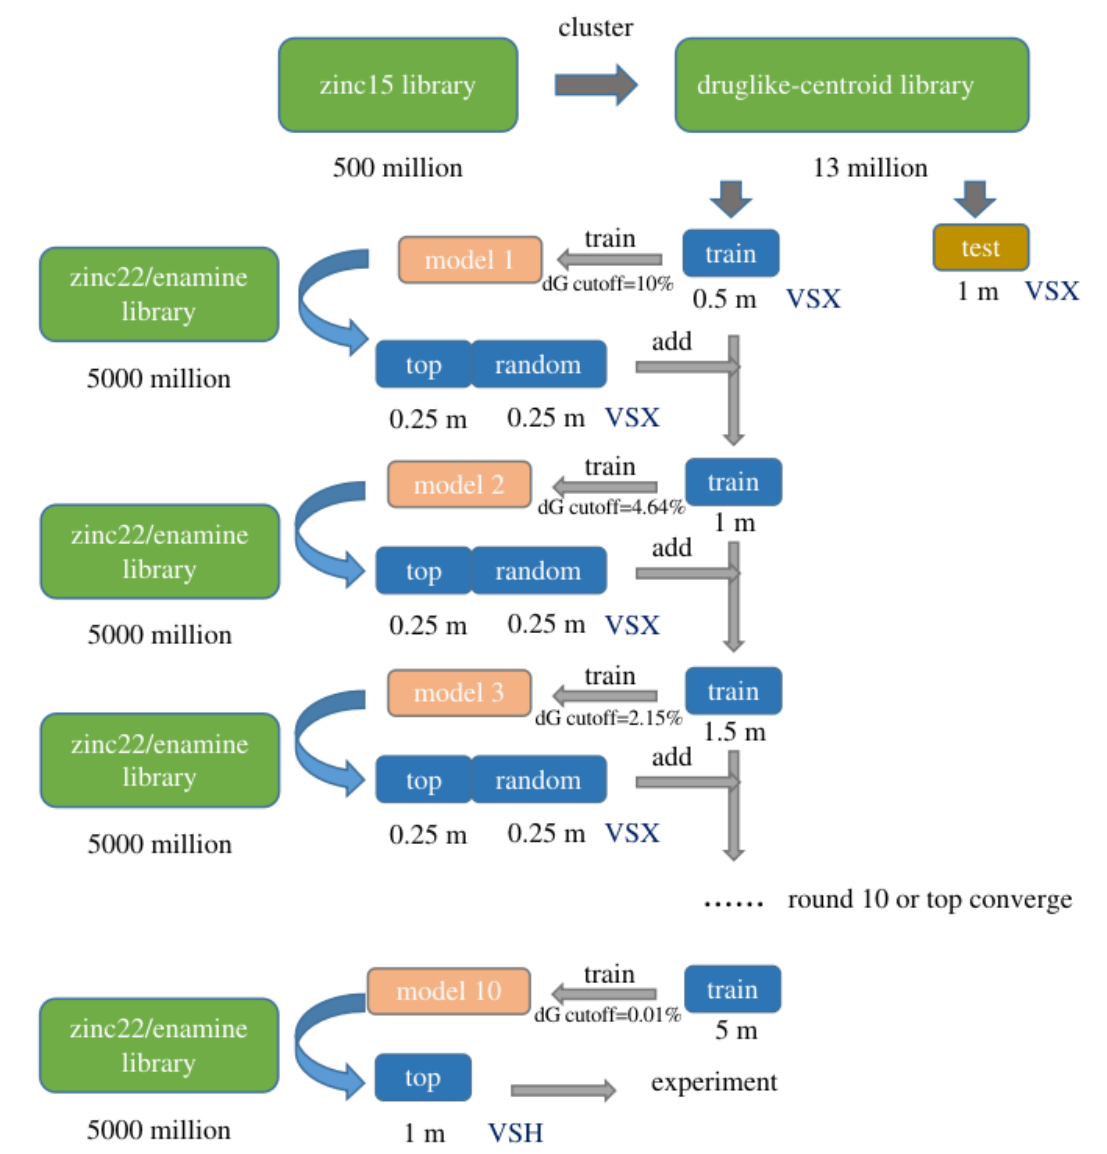 cluster
zinc15 library
druglike-centroid library
500 million
13 million
train
model 1
train
test
dG cutoff=10%
0.5 m
VSX
1 m
VSX
zinc22/enamine
library
5000 million
top
random
add
0.25 m
0.25 m
VSX
train
model 2
train
dG cutoff=4.64%
1 m
zinc22/enamine
library
5000 million
top
random
add
0.25 m
0.25 m
VSX
train
model 3
train
dG cutoff=2.15%
1.5 m
zinc22/enamine
library
5000 million
top
random
add
0.25 m
0.25 m
VSX
...... round 10 or top converge
train
model 10
train
dG cutoff=0.01%
5 m
zinc22/enamine
library
5000 million
top
experiment
1 m
VSH